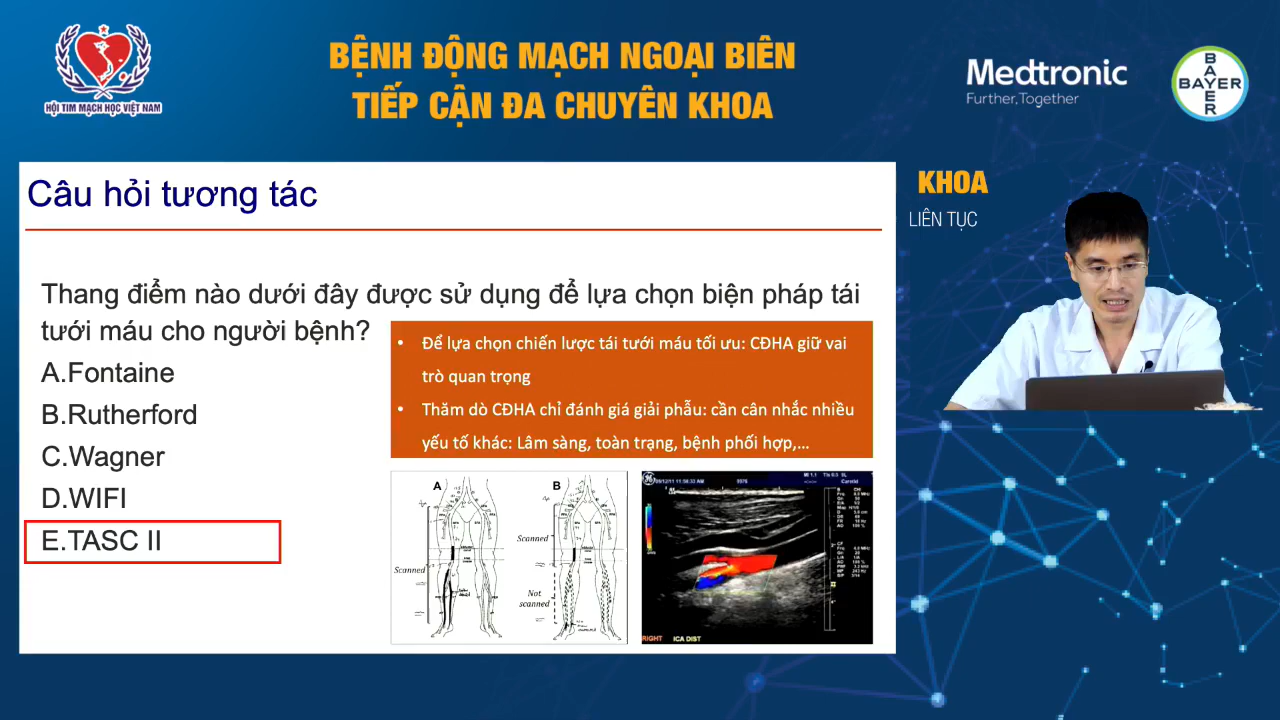 HỘI TIM MẠCH HỌC VIỆT NAM
BỆNH ĐỘNG MẠCH NGOẠI BIÊN
TIẾP CẬN ĐA CHUYÊN KHOA
Medtronic
Further, Together
BAYER
BAYER
KHOA
LIÊN TỤC
Câu hỏi tương tác
Thang điểm nào dưới đây được sử dụng để lựa chọn biện pháp tái
tưới máu cho người bệnh?
A.Fontaine
B.Rutherford
C.Wagner
D.WIFI
E.TASC II
• Để lựa chọn chiến lược tái tưới máu tối ưu: CĐHA giữ vai
trò quan trọng
• Thăm dò CĐHA chỉ đánh giá giải phẫu: cần cân nhắc nhiều
yếu tố khác: Lâm sàng, toàn trạng, bệnh phối hợp,...
A
B
Scanned
Scanned
Not
scanned
Carotid
RIGHT
ICA DIST